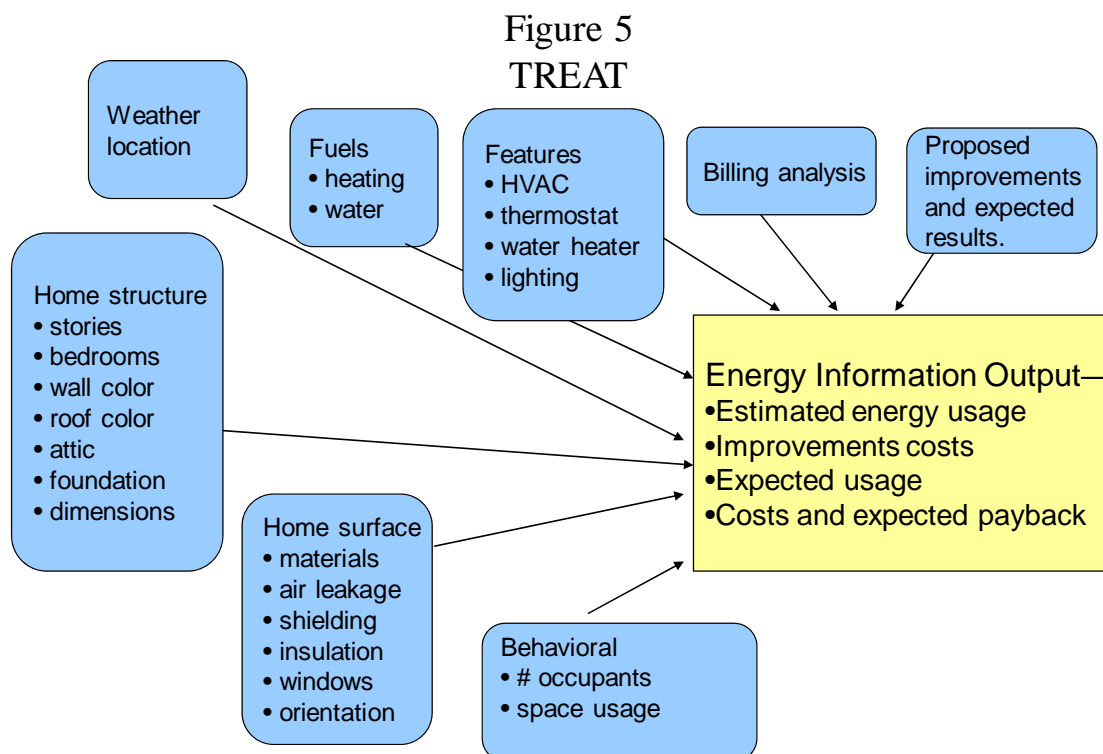 Figure 5
TREAT
Weather
location
Fuels
• heating
• water
Features
• HVAC
• thermostat
• water heater
• lighting
Billing analysis
Proposed
improvements
and expected
results.
Home structure
• stories
• bedrooms
• wall color
• roof color
• attic
• foundation
• dimensions
Home surface
• materials
• air leakage
• shielding
• insulation
• windows
• orientation
Behavioral
• # occupants
• space usage
Energy Information Output—
•Estimated energy usage
•Improvements costs
•Expected usage
•Costs and expected payback